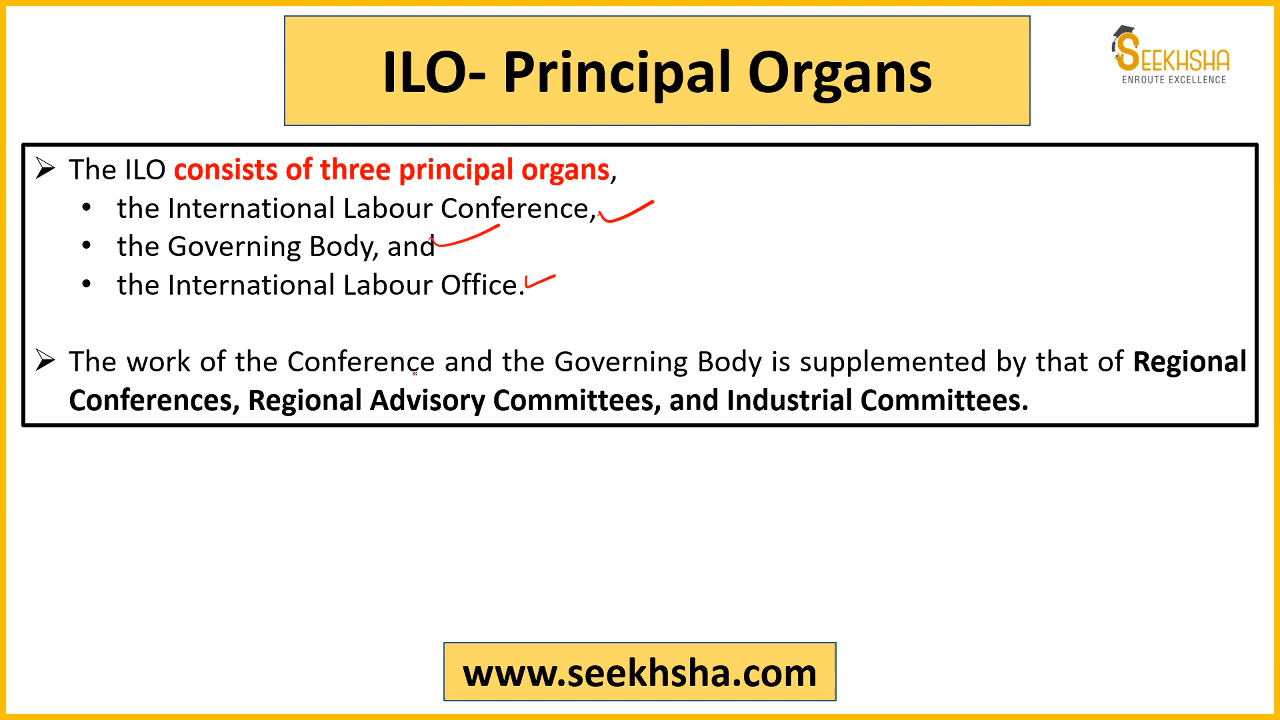 ILO- Principal Organs
SEEKHSHA
ENROUTE EXCELLENCE
➢ The ILO consists of three principal organs,
• the International Labour Conference,
• the Governing Body, and
• the International Labour Office.
➢ The work of the Conference and the Governing Body is supplemented by that of Regional
Conferences, Regional Advisory Committees, and Industrial Committees.
www.seekhsha.com